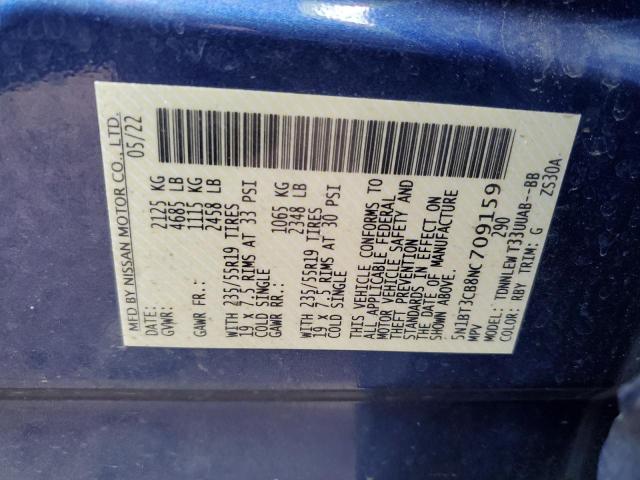 MFD BY NISSAN MOTOR CO., LTD.
DATE: 05/22
GVWR: 2125 KG
4685 LB
GAWR FR.: 1115 KG
2458 LB
WITH 235/55R19 TIRES
19 X 7.5 RIMS AT 33 PSI
COLD SINGLE
GAWR RR.: 1065 KG
2348 LB
WITH 235/55R19 TIRES
19 X 7.5 RIMS AT 30 PSI
COLD SINGLE
THIS VEHICLE CONFORMS TO
ALL APPLICABLE FEDERAL
MOTOR VEHICLE SAFETY AND
THEFT PREVENTION
STANDARDS IN EFFECT ON
THE DATE OF MANUFACTURE
SHOWN ABOVE.
5N1BT3CB8NC709159
MPV 290
MODEL: TDNNLEW T33UUAB--BB
COLOR: RBY TRIM: G ZS30A